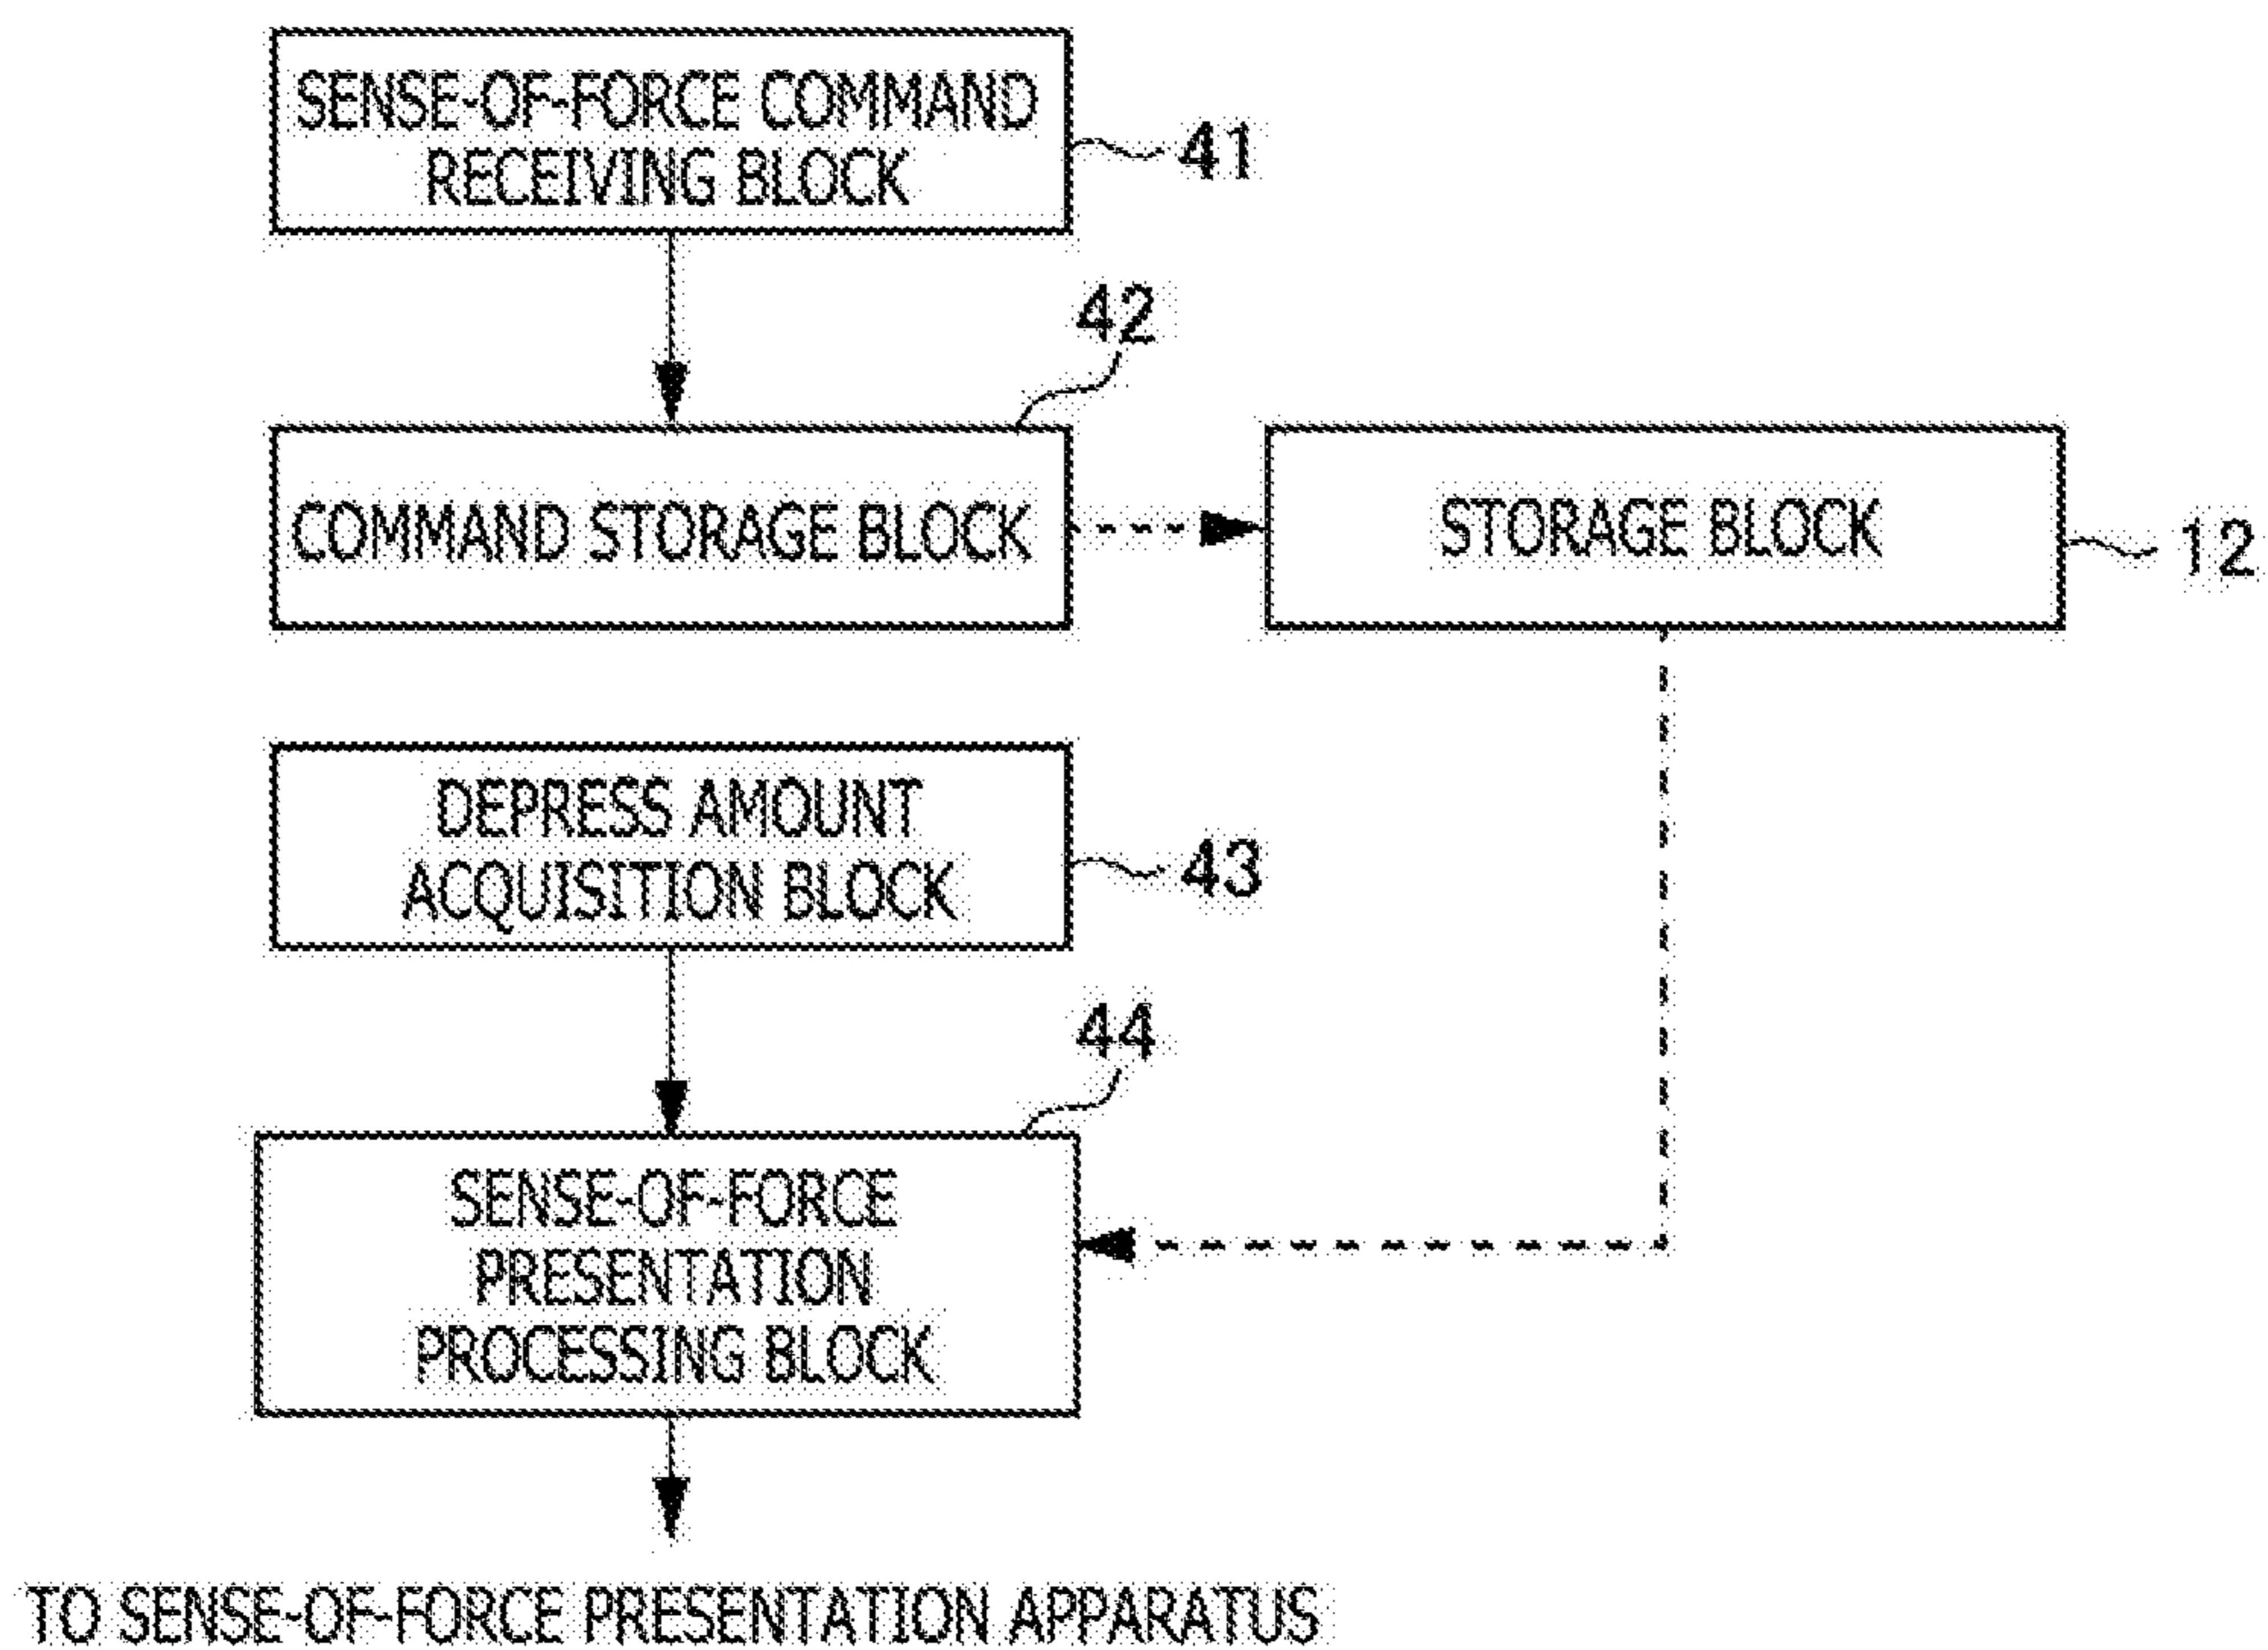 SENSE-OF-FORCE COMMAND
RECEIVING BLOCK
41
42
COMMAND STORAGE BLOCK
STORAGE BLOCK
12
DEPRESS AMOUNT
ACQUISITION BLOCK
43
44
SENSE-OF-FORCE
PRESENTATION
PROCESSING BLOCK
TO SENSE-OF-FORCE PRESENTATION APPARATUS